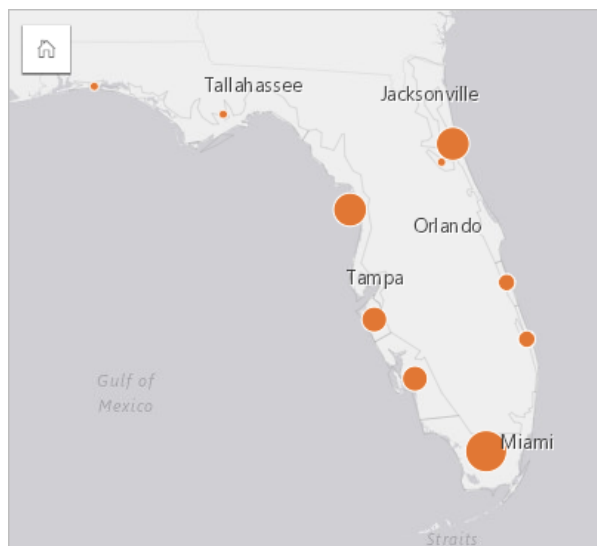 Tallahassee
Jacksonville
Orlando
Tampa
Gulf of
Mexico
Miami
Straits